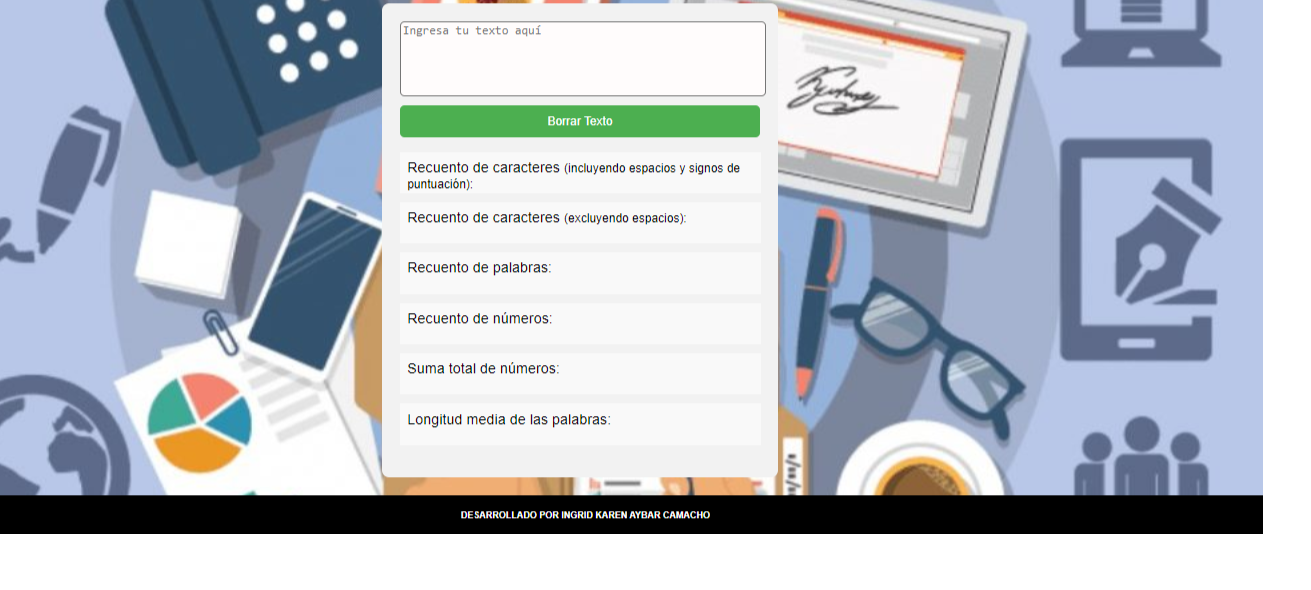 Ingresa tu texto aquí
Borrar Texto
Recuento de caracteres (incluyendo espacios y signos de
puntuación):
Recuento de caracteres (excluyendo espacios):
Recuento de palabras:
Recuento de números:
Suma total de números:
Longitud media de las palabras:
DESARROLLADO POR INGRID KAREN AYBAR CAMACHO